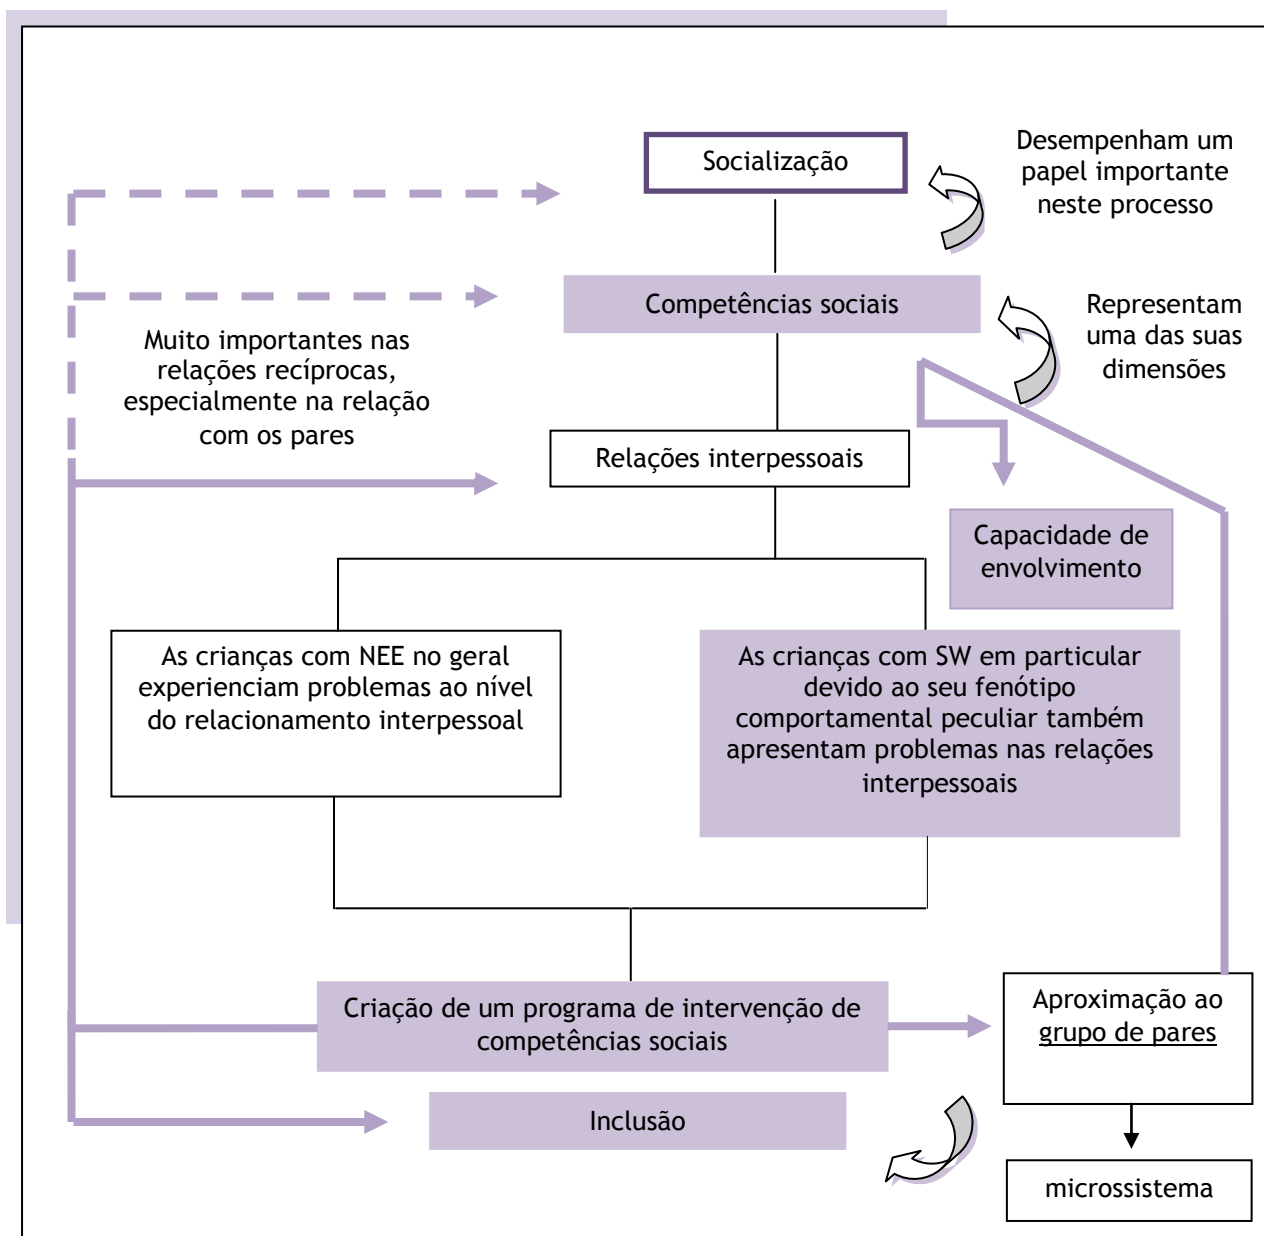 Socialização
Desempenham um
papel importante
neste processo
Competências sociais
Representam
uma das suas
dimensões
Muito importantes nas
relações recíprocas,
especialmente na relação
com os pares
Relações interpessoais
Capacidade de
envolvimento
As crianças com NEE no geral
experienciam problemas ao nível
do relacionamento interpessoal
As crianças com SW em particular
devido ao seu fenótipo
comportamental peculiar também
apresentam problemas nas relações
interpessoais
Criação de um programa de intervenção de
competências sociais
Aproximação ao
grupo de pares
Inclusão
microssistema